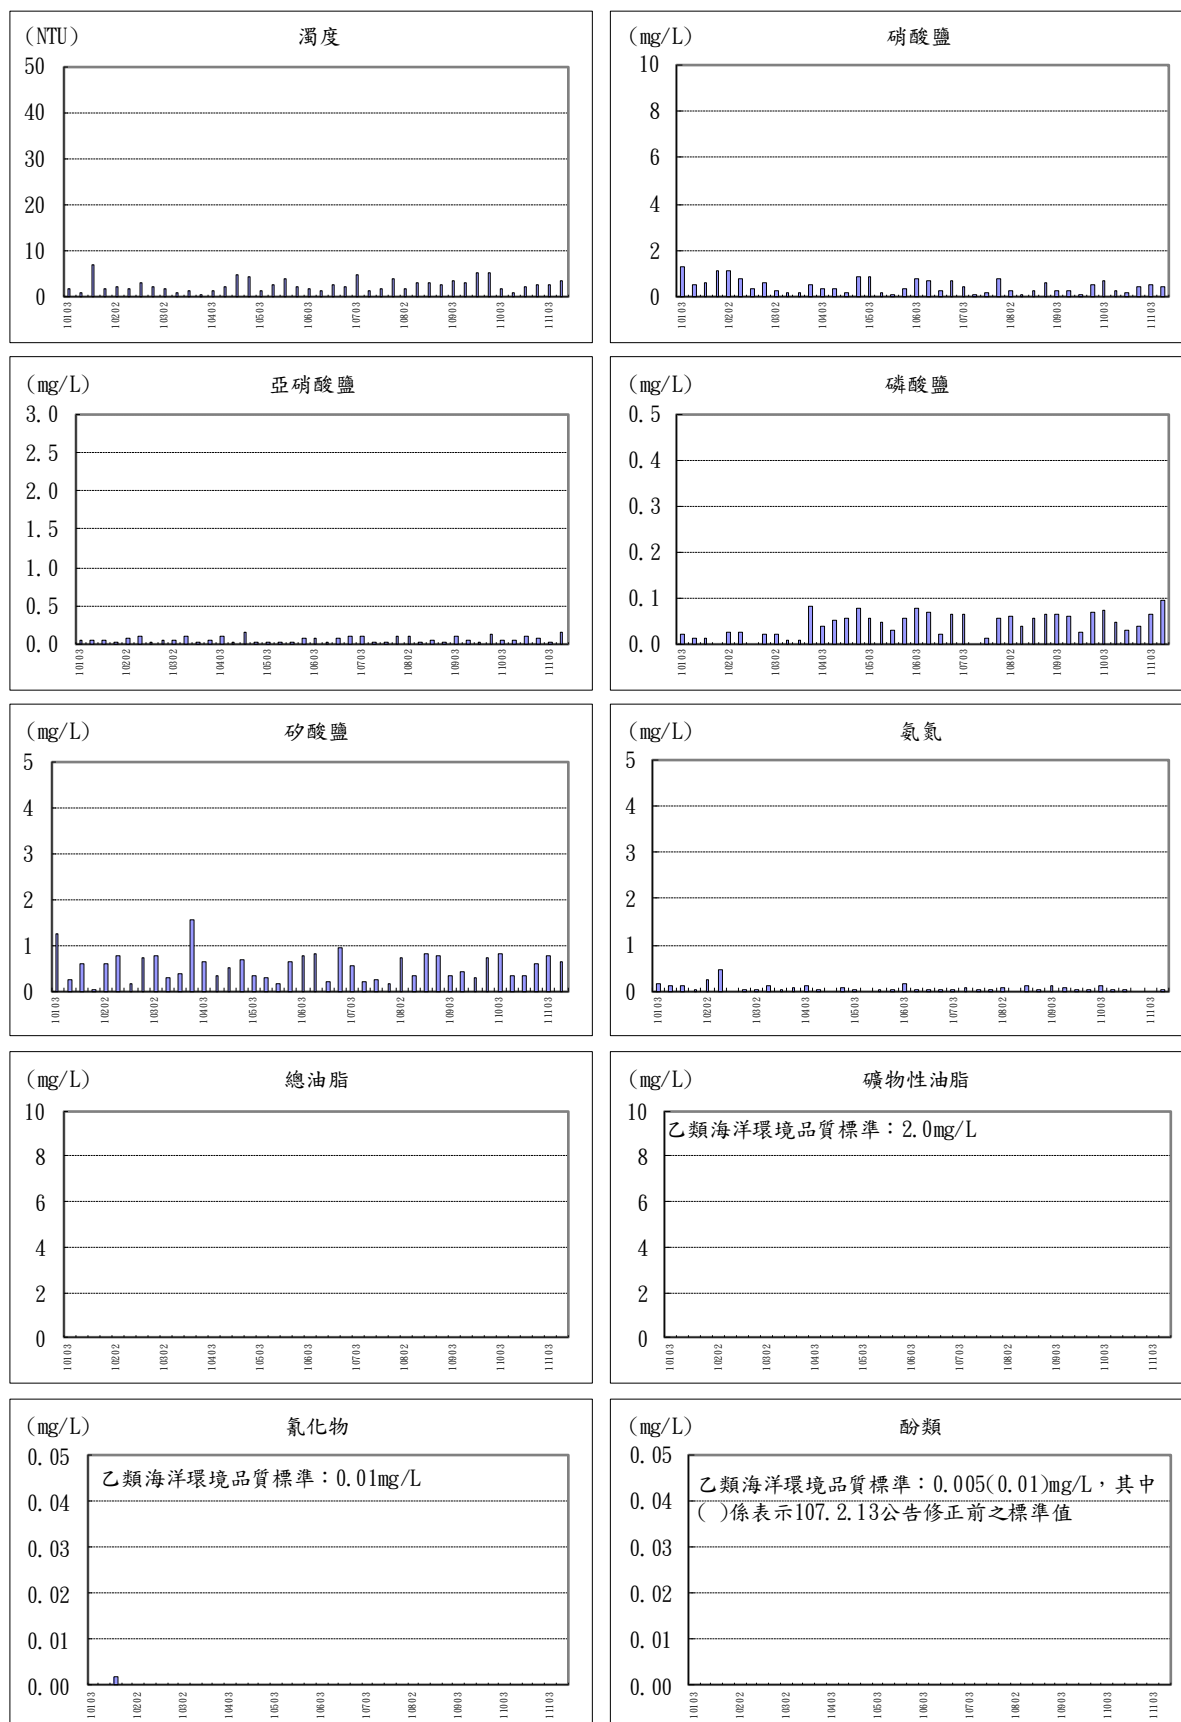 (NTU) 濁度
50
40
30
20
10
0
10103 10202 10302 10403 10503 10603 10703 10802 10903 11003 11103
(mg/L) 硝酸鹽
10
8
6
4
2
0
10103 10202 10302 10403 10503 10603 10703 10802 10903 11003 11103
(mg/L) 亞硝酸鹽
3.0
2.5
2.0
1.5
1.0
0.5
0.0
10103 10202 10302 10403 10503 10603 10703 10802 10903 11003 11103
(mg/L) 磷酸鹽
0.5
0.4
0.3
0.2
0.1
0.0
10103 10202 10302 10403 10503 10603 10703 10802 10903 11003 11103
(mg/L) 矽酸鹽
5
4
3
2
1
0
10103 10202 10302 10403 10503 10603 10703 10802 10903 11003 11103
(mg/L) 氨氮
5
4
3
2
1
0
10103 10202 10302 10403 10503 10603 10703 10802 10903 11003 11103
(mg/L) 總油脂
10
8
6
4
2
0
10103 10202 10302 10403 10503 10603 10703 10802 10903 11003 11103
(mg/L) 礦物性油脂
10
乙類海洋環境品質標準：2.0mg/L
8
6
4
2
0
10103 10202 10302 10403 10503 10603 10703 10802 10903 11003 11103
(mg/L) 氰化物
0.05
乙類海洋環境品質標準：0.01mg/L
0.04
0.03
0.02
0.01
0.00
10103 10202 10302 10403 10503 10603 10703 10802 10903 11003 11103
(mg/L) 酚類
0.05
乙類海洋環境品質標準：0.005(0.01)mg/L，其中
( )係表示107.2.13公告修正前之標準值
0.04
0.03
0.02
0.01
0.00
10103 10202 10302 10403 10503 10603 10703 10802 10903 11003 11103